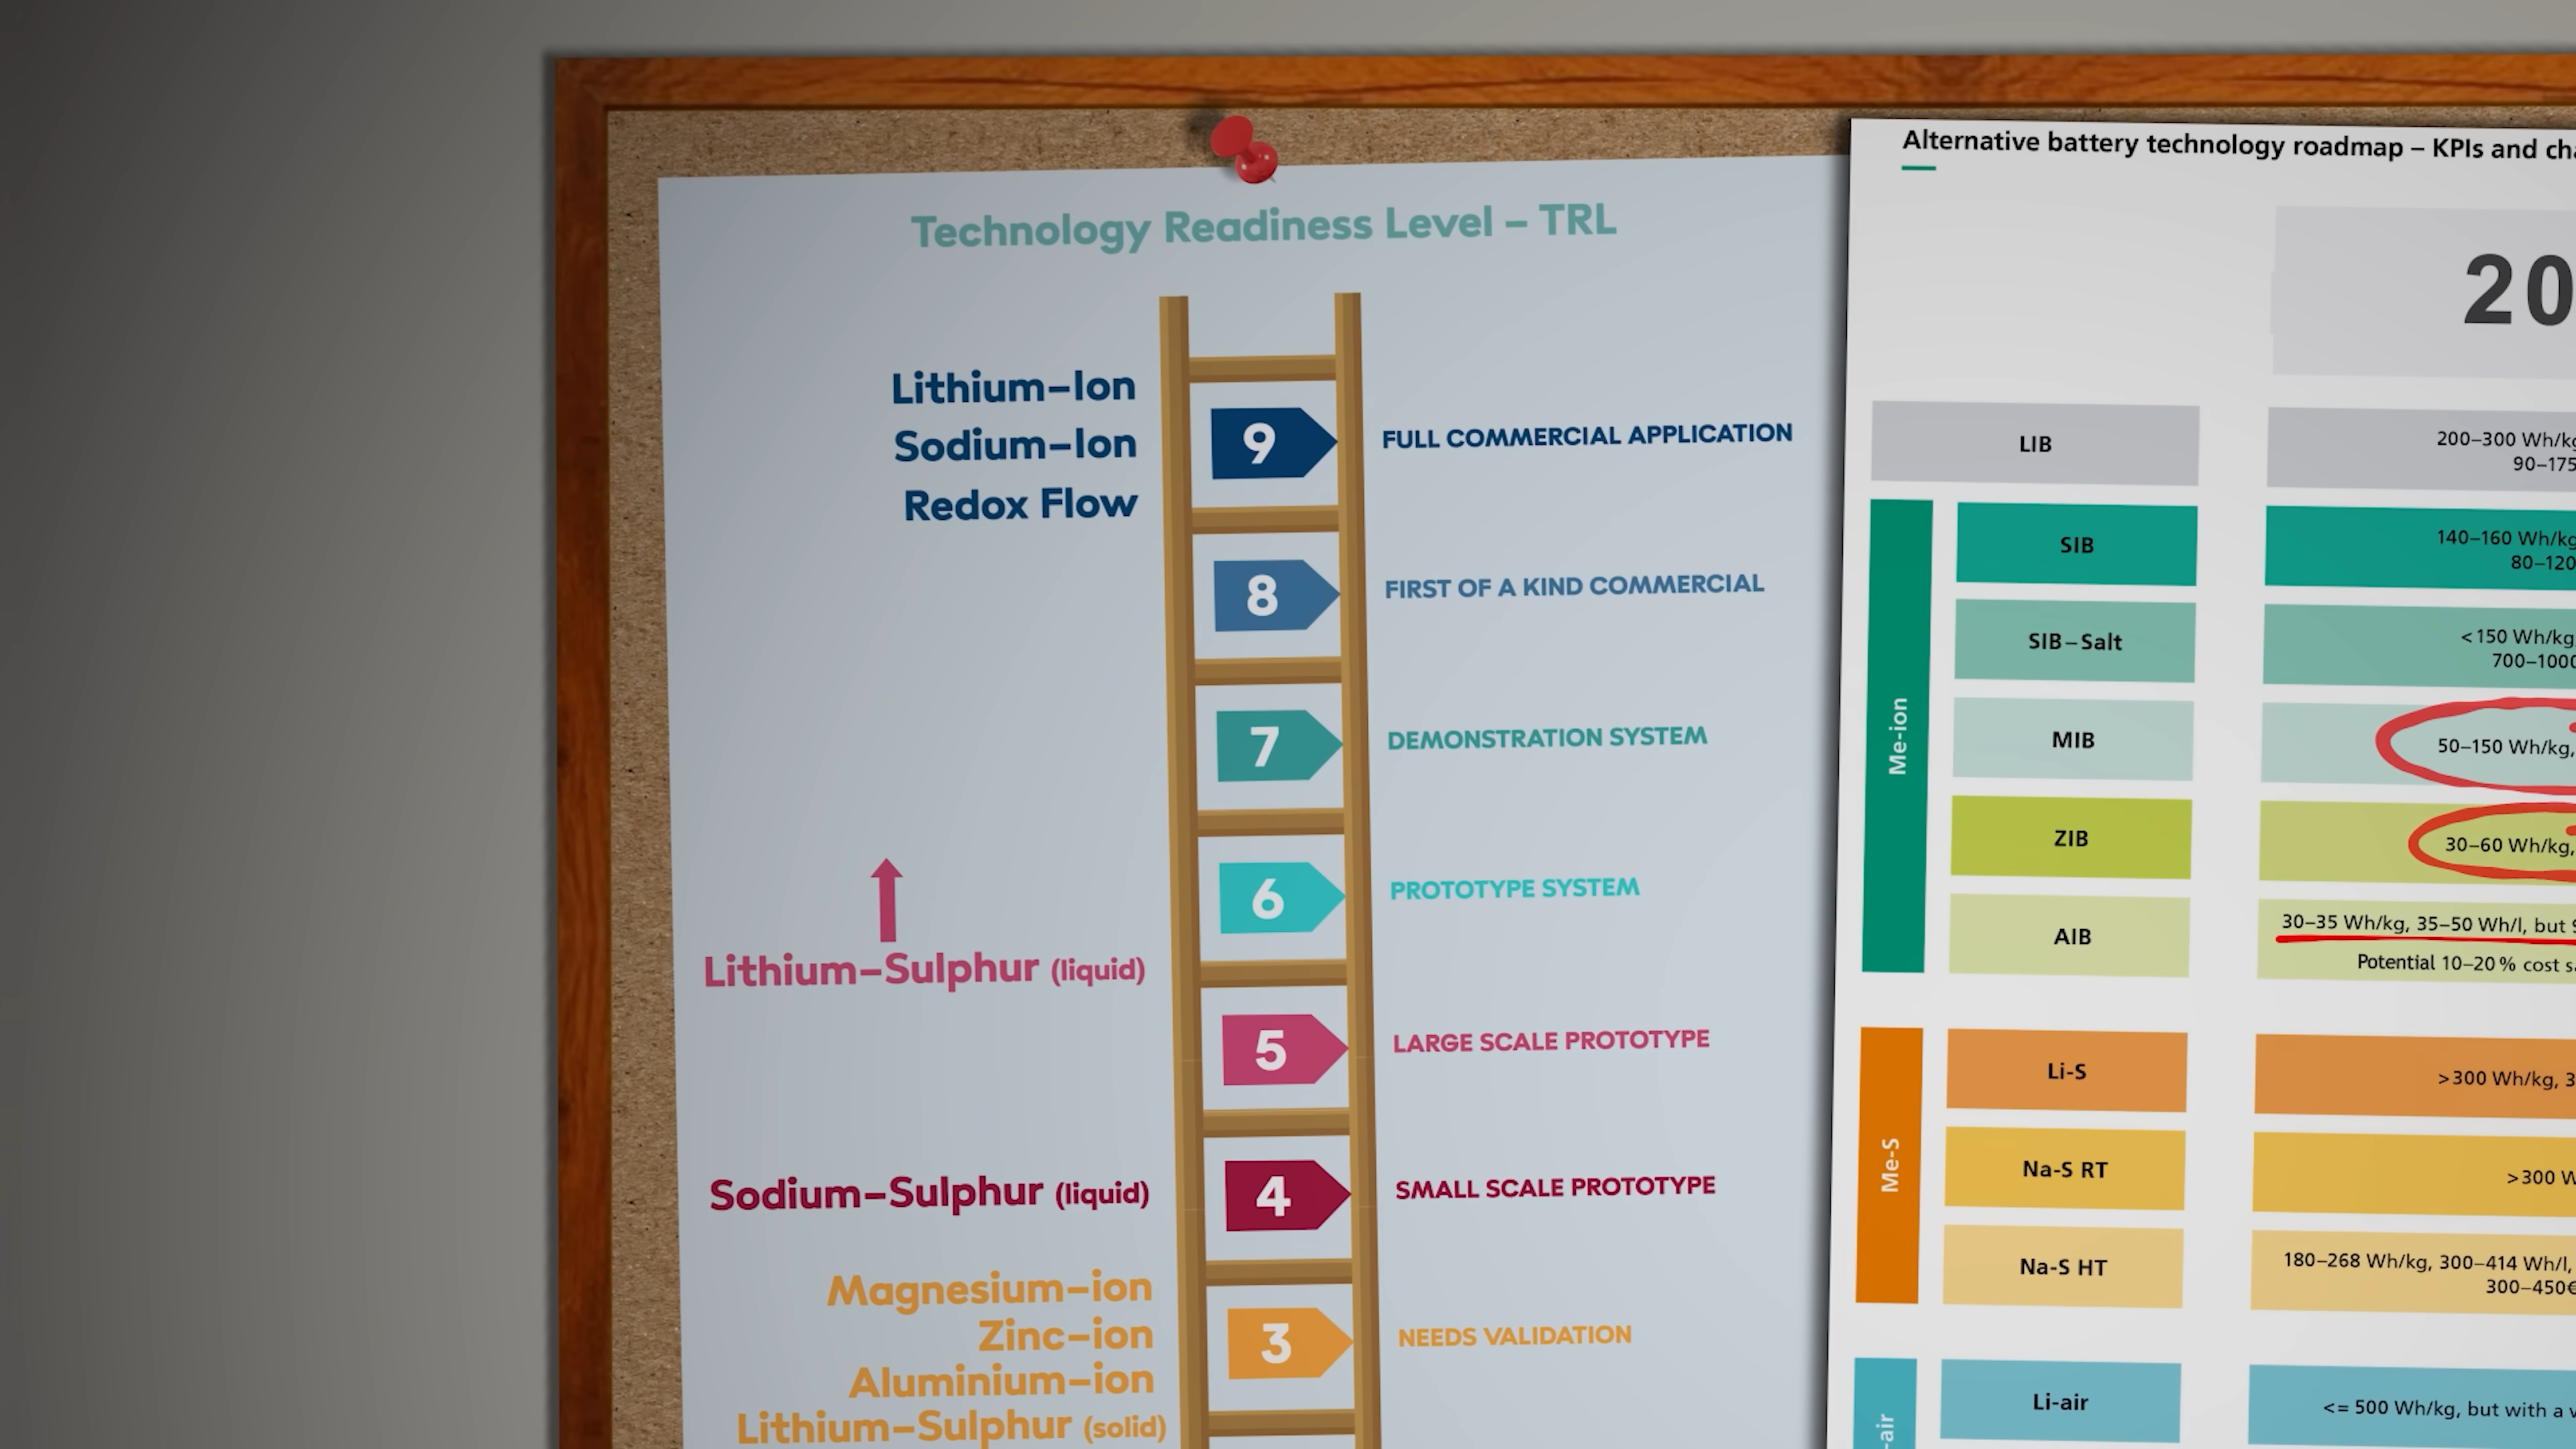 Technology Readiness Level – TRL
Lithium–Ion
Sodium–Ion
Redox Flow
9
FULL COMMERCIAL APPLICATION
8
FIRST OF A KIND COMMERCIAL
7
DEMONSTRATION SYSTEM
6
PROTOTYPE SYSTEM
Lithium–Sulphur (liquid)
5
LARGE SCALE PROTOTYPE
Sodium–Sulphur (liquid)
4
SMALL SCALE PROTOTYPE
Magnesium–ion
Zinc–ion
Aluminium–ion
Lithium–Sulphur (solid)
3
NEEDS VALIDATION
Alternative battery technology roadmap – KPIs and
20
LIB
200–300 Wh/kg
90–175
Me-ion
SIB
140–160 Wh/kg
80–120
SIB–Salt
<150 Wh/kg
700–1000
MIB
50–150 Wh/kg,
ZIB
30–60 Wh/kg,
AIB
30–35 Wh/kg, 35–50 Wh/l, but
Potential 10–20% cost
Me-S
Li-S
>300 Wh/kg, 3
Na-S RT
>300
Na-S HT
180–268 Wh/kg, 300–414 Wh/l,
300–450€
-air
Li-air
<= 500 Wh/kg, but with a